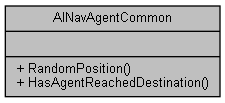 AINavAgentCommon
+ RandomPosition()
+ HasAgentReachedDestination()